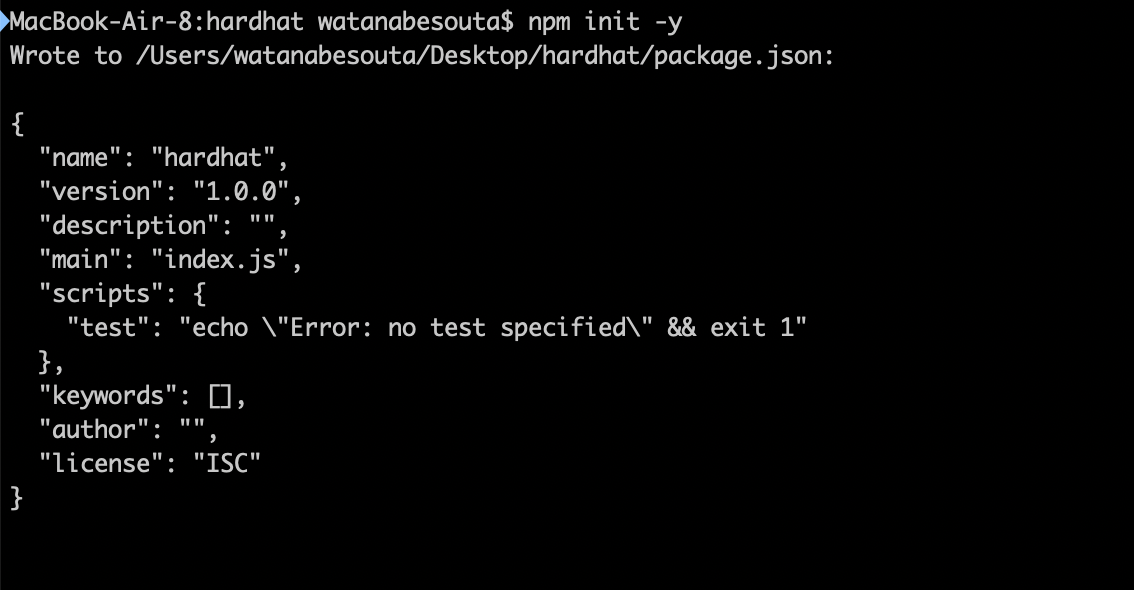 MacBook-Air-8:hardhat watanabesouta$ npm init -y
Wrote to /Users/watanabesouta/Desktop/hardhat/package.json:

{
  "name": "hardhat",
  "version": "1.0.0",
  "description": "",
  "main": "index.js",
  "scripts": {
    "test": "echo \"Error: no test specified\" && exit 1"
  },
  "keywords": [],
  "author": "",
  "license": "ISC"
}